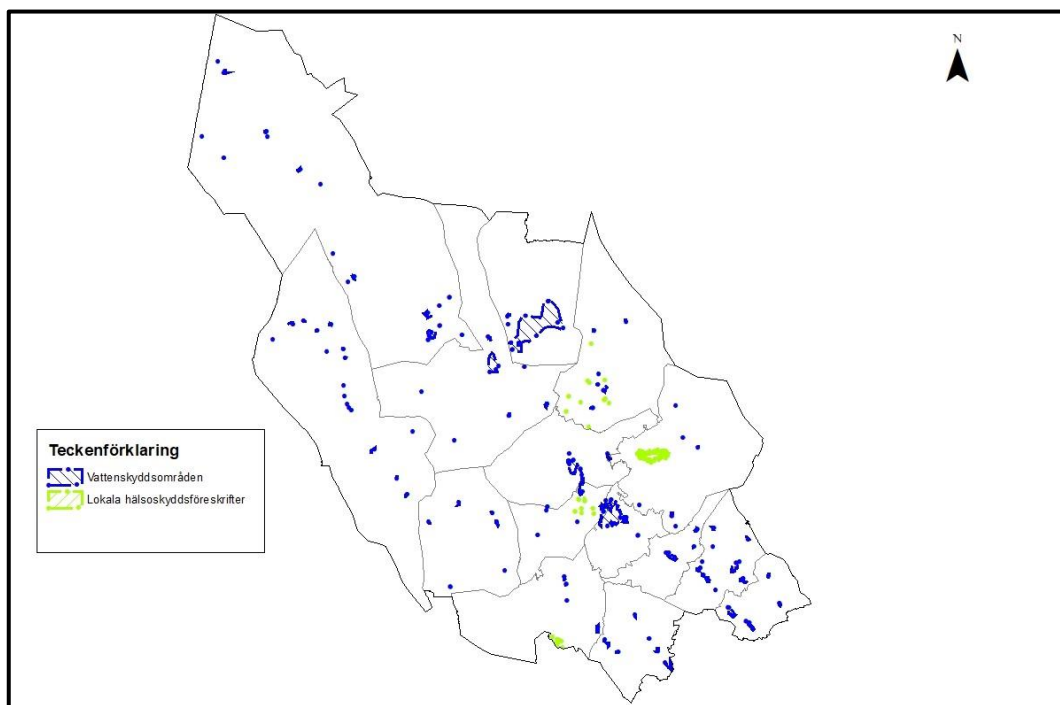 N
Teckenförklaring
Vattenskyddsområden
Lokala hälsoskyddsföreskrifter